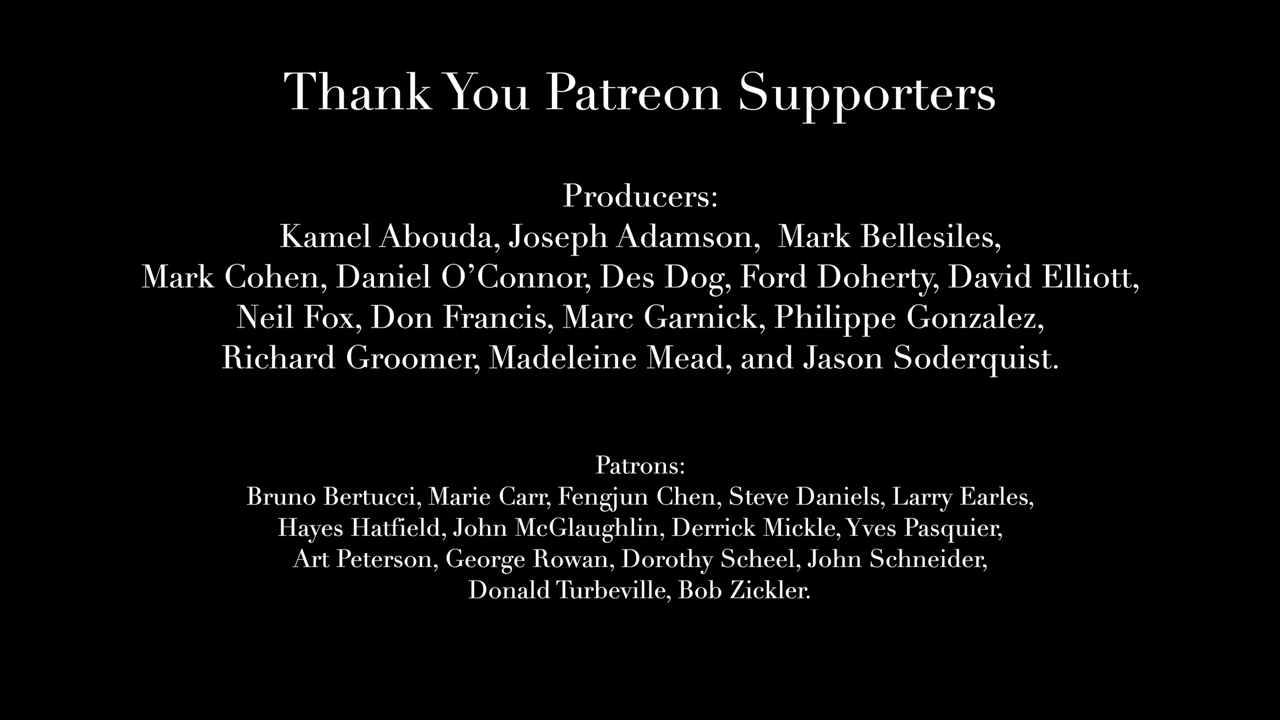 Thank You Patreon Supporters
Producers:
Kamel Abouda, Joseph Adamson,  Mark Bellesiles,
Mark Cohen, Daniel O’Connor, Des Dog, Ford Doherty, David Elliott,
Neil Fox, Don Francis, Marc Garnick, Philippe Gonzalez,
Richard Groomer, Madeleine Mead, and Jason Soderquist.
Patrons:
Bruno Bertucci, Marie Carr, Fengjun Chen, Steve Daniels, Larry Earles,
Hayes Hatfield, John McGlaughlin, Derrick Mickle, Yves Pasquier,
Art Peterson, George Rowan, Dorothy Scheel, John Schneider,
Donald Turbeville, Bob Zickler.